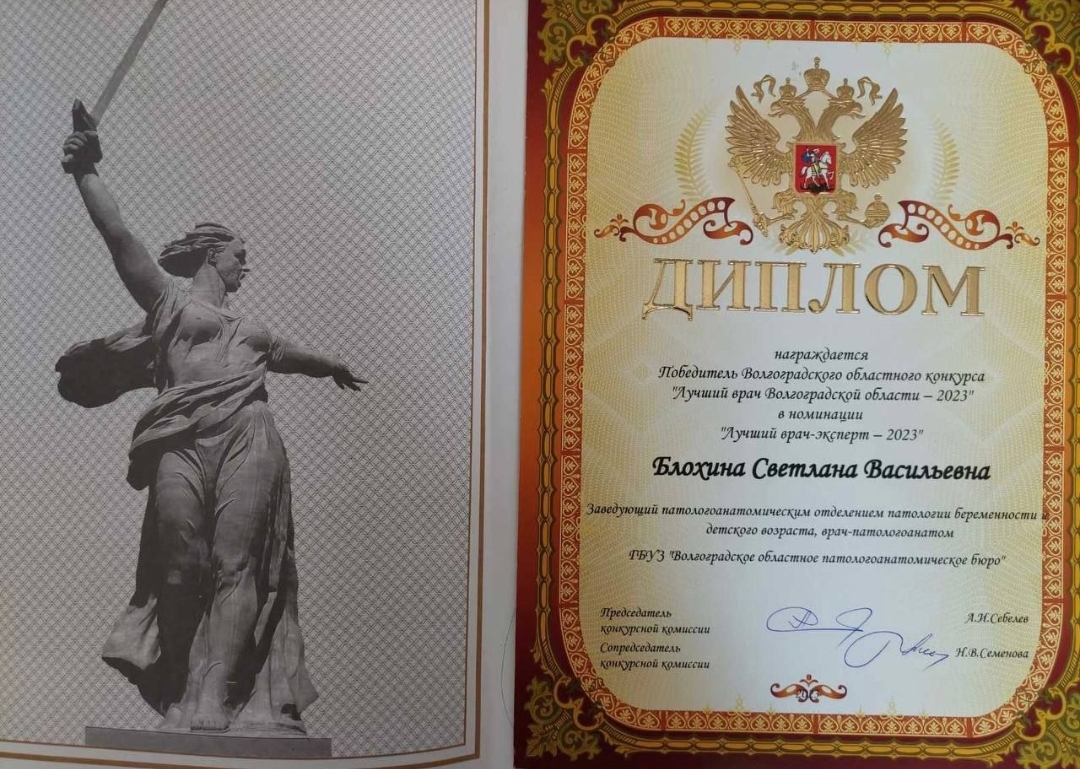 ДИПЛОМ
награждается
Победитель Волгоградского областного конкурса
"Лучший врач Волгоградской области – 2023"
в номинации
"Лучший врач-эксперт – 2023"
Блохина Светлана Васильевна
Заведующий патологоанатомическим отделением патологии беременности и
детского возраста, врач-патологоанатом
ГБУЗ "Волгоградское областное патологоанатомическое бюро"
Председатель
конкурсной комиссии
А.И.Себелев
Сопредседатель
конкурсной комиссии
Н.В.Семенова